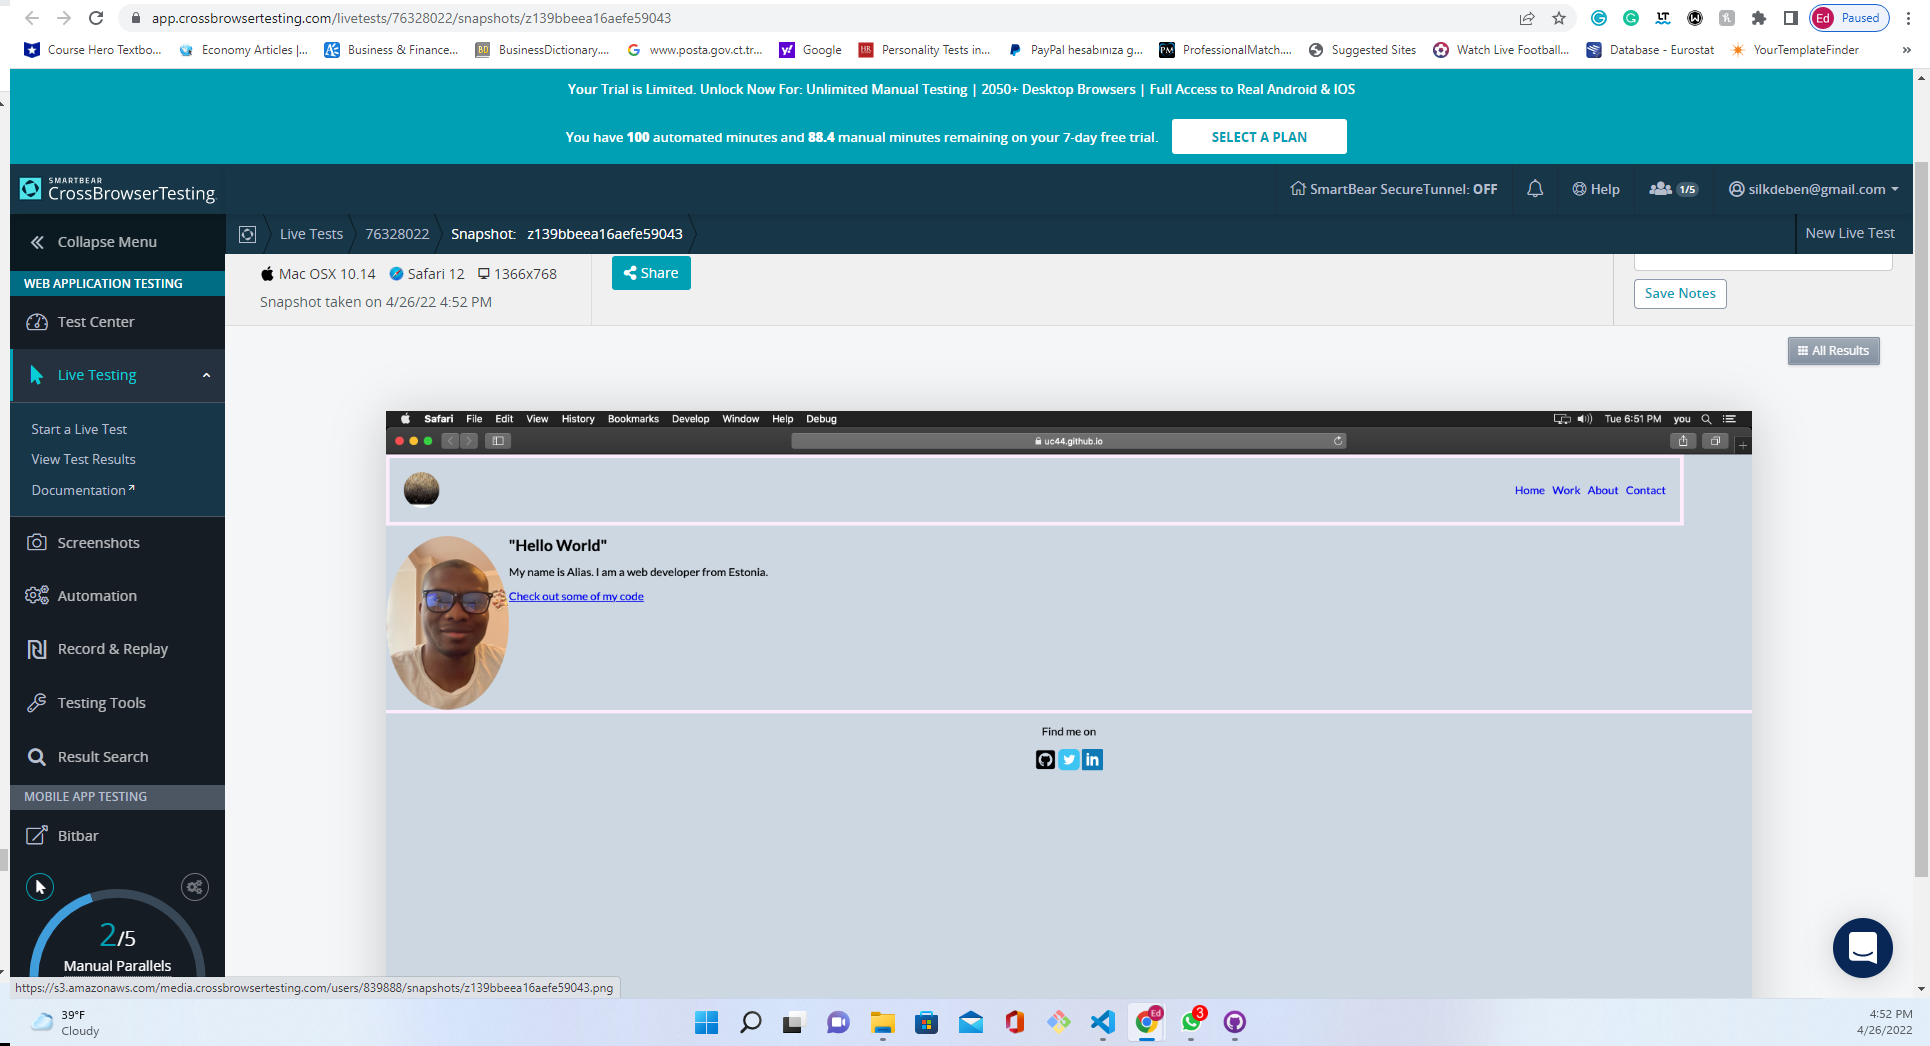 app.crossbrowsertesting.com/livetests/76328022/snapshots/z139bbeea16aefe59043
Ed Paused
Course Hero Textbo...
Economy Articles |...
Business & Finance...
BusinessDictionary....
www.posta.gov.ct.tr...
Google
Personality Tests in...
PayPal hesabınıza g...
ProfessionalMatch....
Suggested Sites
Watch Live Football...
Database - Eurostat
YourTemplateFinder
»
Your Trial is Limited. Unlock Now For: Unlimited Manual Testing | 2050+ Desktop Browsers | Full Access to Real Android & IOS
You have 100 automated minutes and 88.4 manual minutes remaining on your 7-day free trial.
SELECT A PLAN
SMARTBEAR
CrossBrowserTesting
SmartBear SecureTunnel: OFF
Help
1/5
silkdeben@gmail.com
Collapse Menu
Live Tests
76328022
Snapshot: z139bbeea16aefe59043
New Live Test
WEB APPLICATION TESTING
Test Center
Live Testing
Start a Live Test
View Test Results
Documentation
Screenshots
Automation
Record & Replay
Testing Tools
Result Search
MOBILE APP TESTING
Bitbar
2/5
Manual Parallels
Mac OSX 10.14 Safari 12 1366x768
Snapshot taken on 4/26/22 4:52 PM
Share
Save Notes
All Results
Safari File Edit View History Bookmarks Develop Window Help Debug
Tue 6:51 PM you
uc44.github.io
Home Work About Contact
"Hello World"
My name is Alias. I am a web developer from Estonia.
Check out some of my code
Find me on
in
https://s3.amazonaws.com/media.crossbrowsertesting.com/users/839888/snapshots/z139bbeea16aefe59043.png
39°F
Cloudy
Ed
3
4:52 PM
4/26/2022